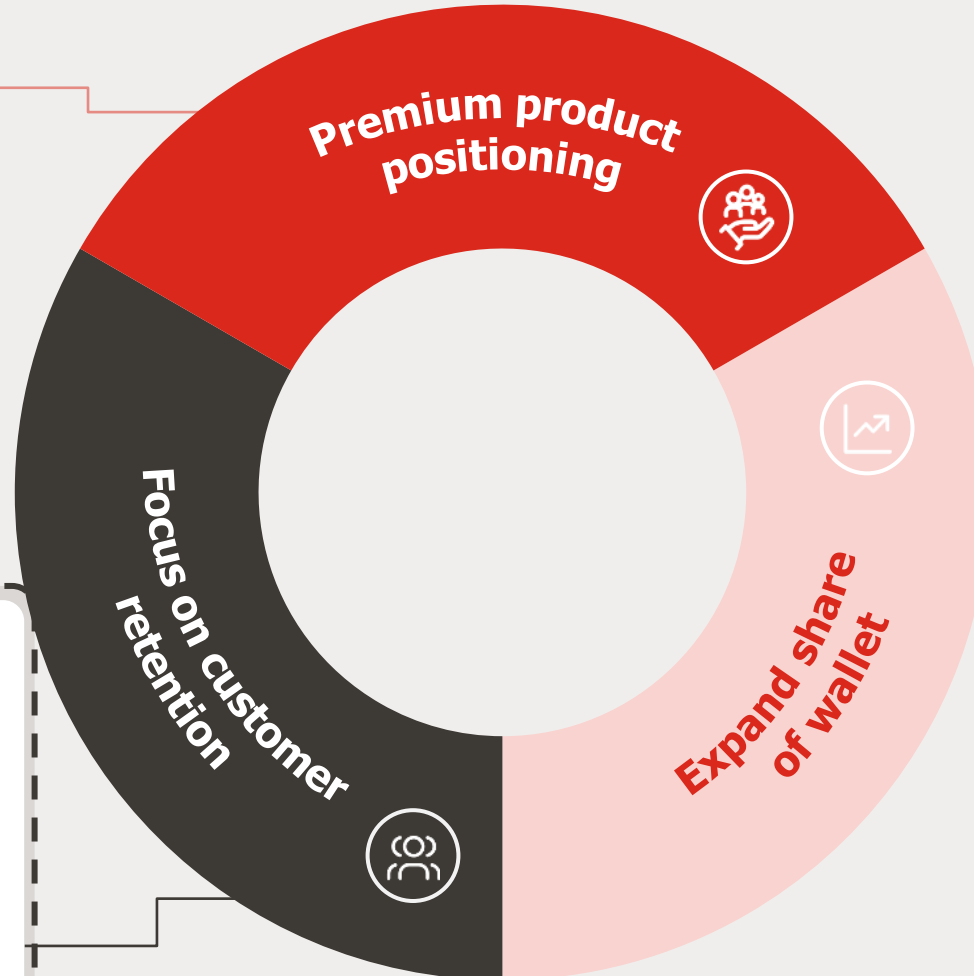 Premium product
positioning
Expand share
of wallet
Focus on customer
retention